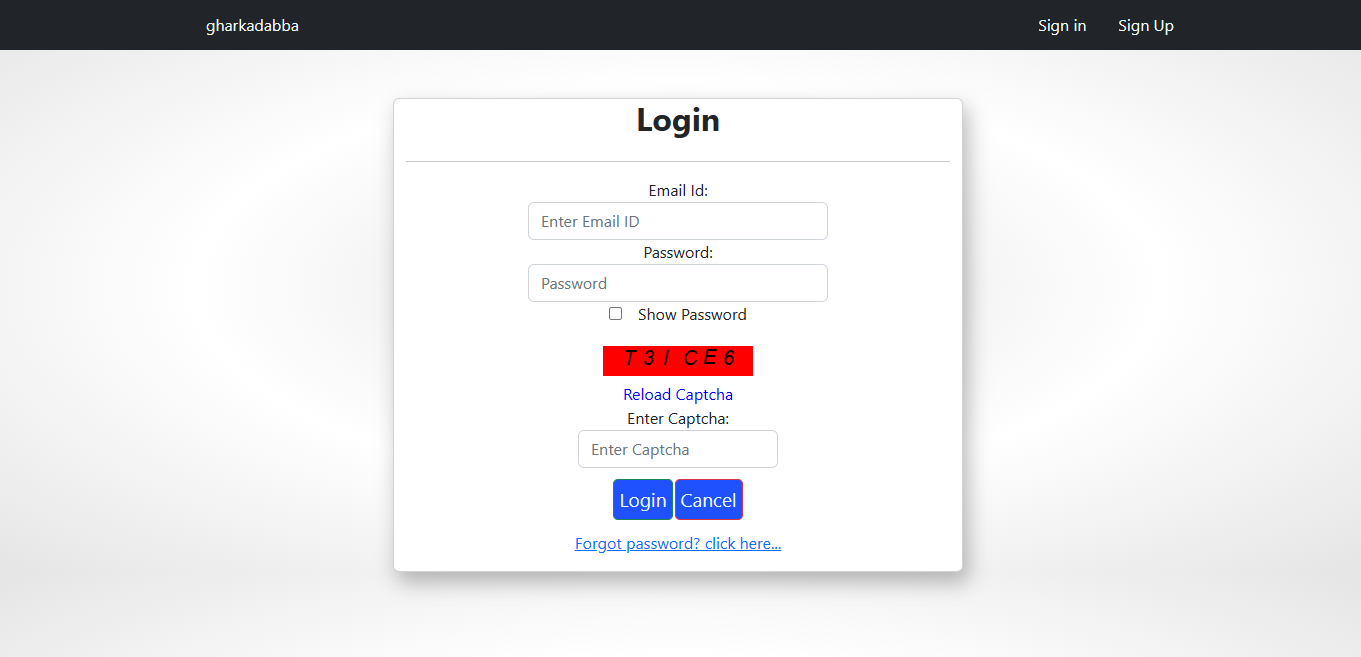 gharkadabba Sign in Sign Up
Login
Email Id:
Enter Email ID
Password:
Password
Show Password
T 3 I C E 6
Reload Captcha
Enter Captcha:
Enter Captcha
Login Cancel
Forgot password? click here...